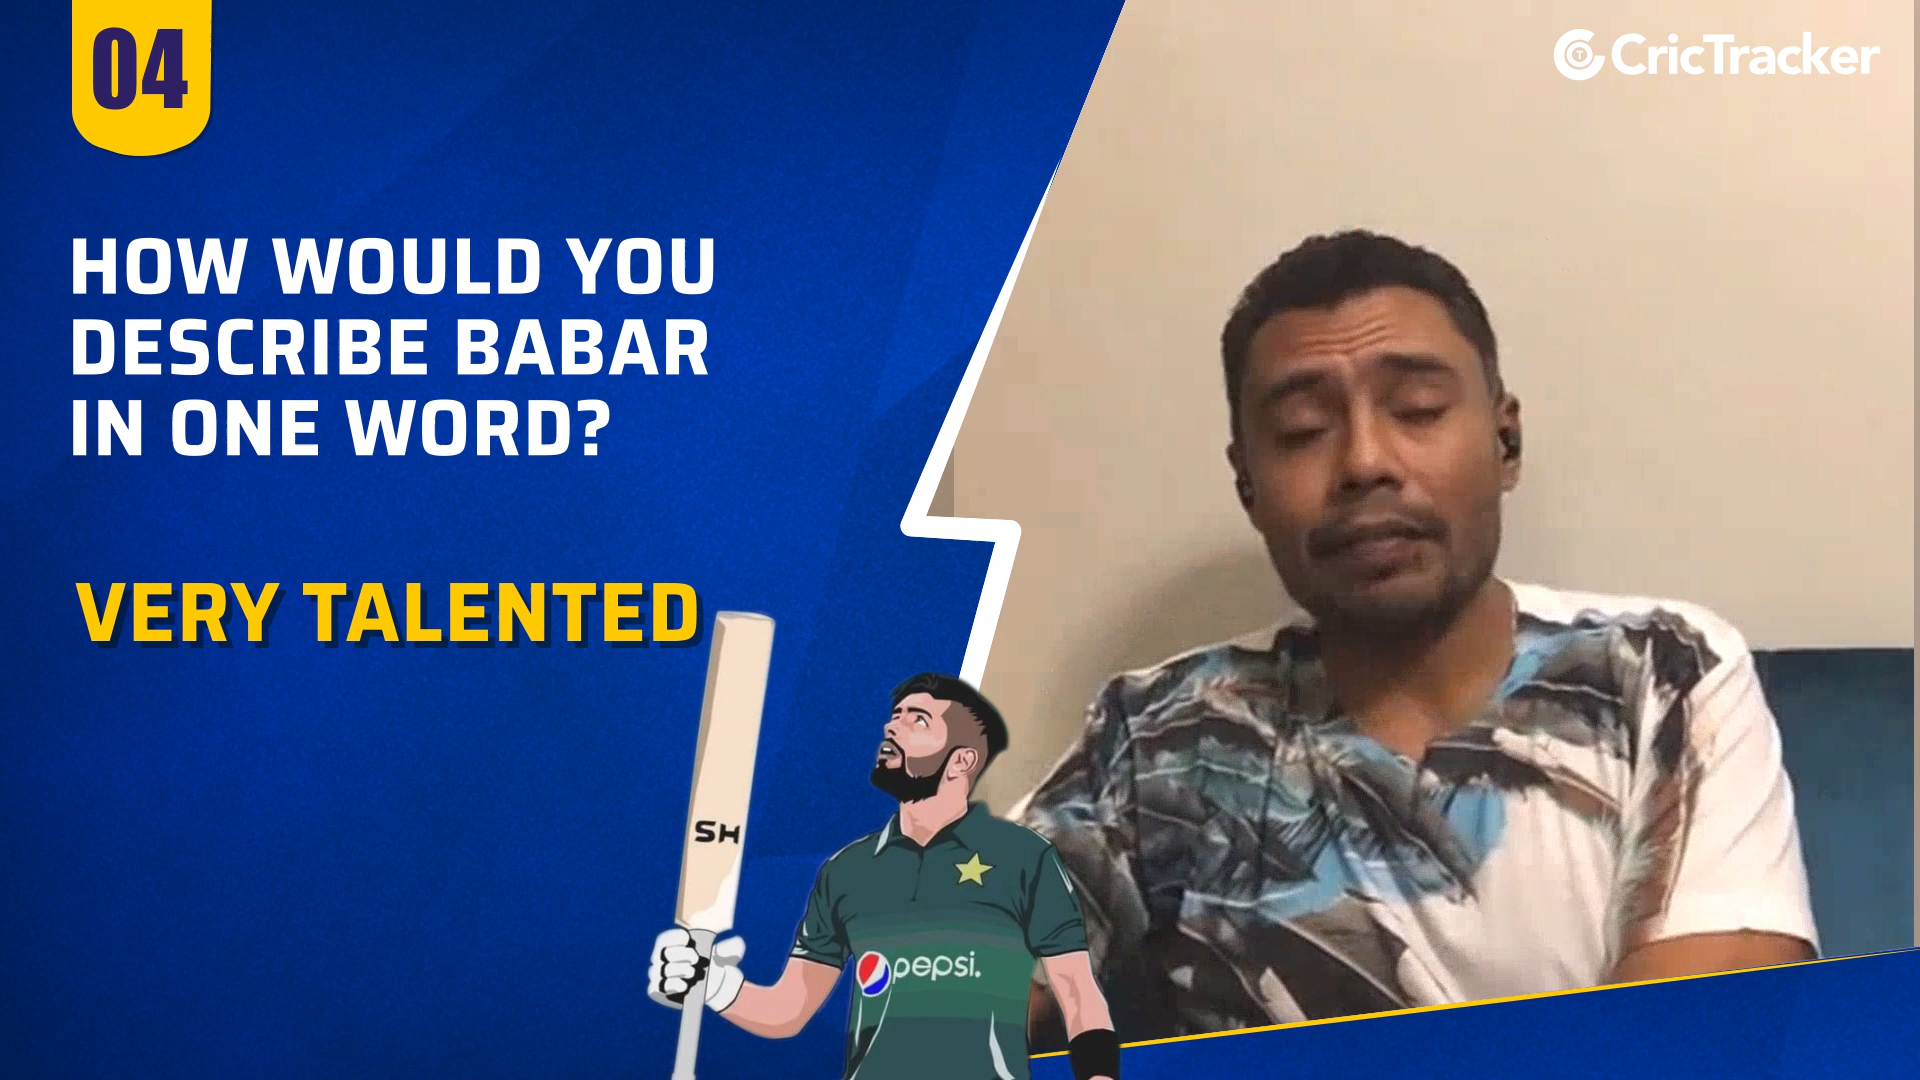 04
CricTracker
HOW WOULD YOU
DESCRIBE BABAR
IN ONE WORD?
VERY TALENTED
SH
pepsi.